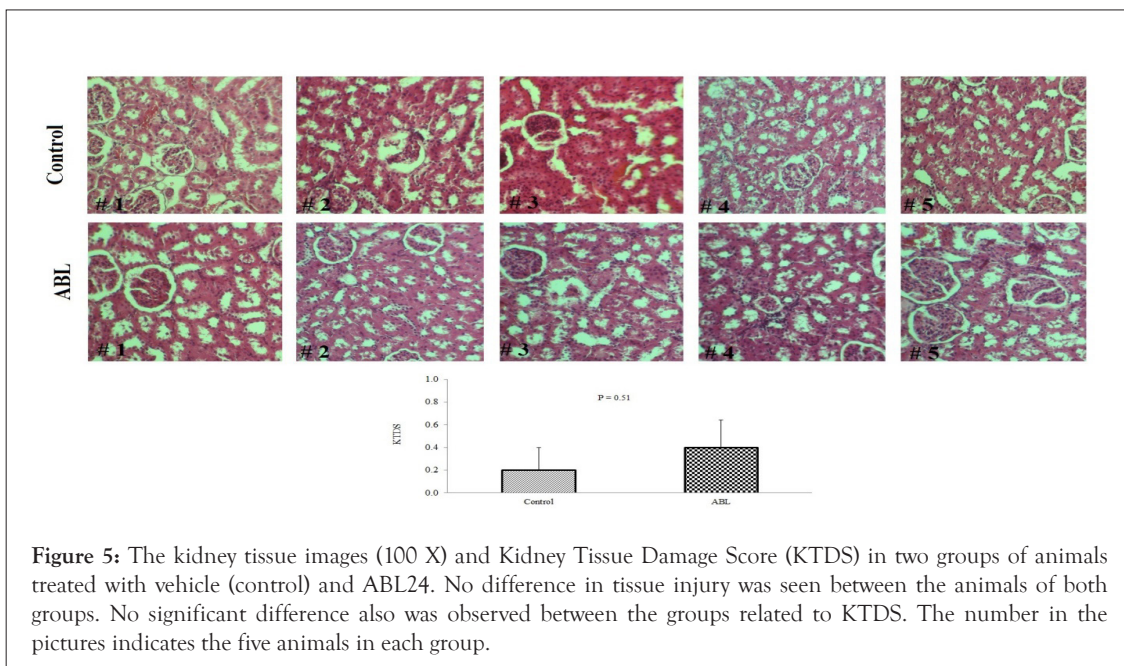 Control
# 1
# 2
# 3
# 4
# 5
ABL
# 1
# 2
# 3
# 4
# 5
1.0
0.8
0.6
0.4
0.2
0.0
KTDS
P = 0.51
Control
ABL
Figure 5: The kidney tissue images (100 X) and Kidney Tissue Damage Score (KTDS) in two groups of animals
treated with vehicle (control) and ABL24. No difference in tissue injury was seen between the animals of both
groups. No significant difference also was observed between the groups related to KTDS. The number in the
pictures indicates the five animals in each group.